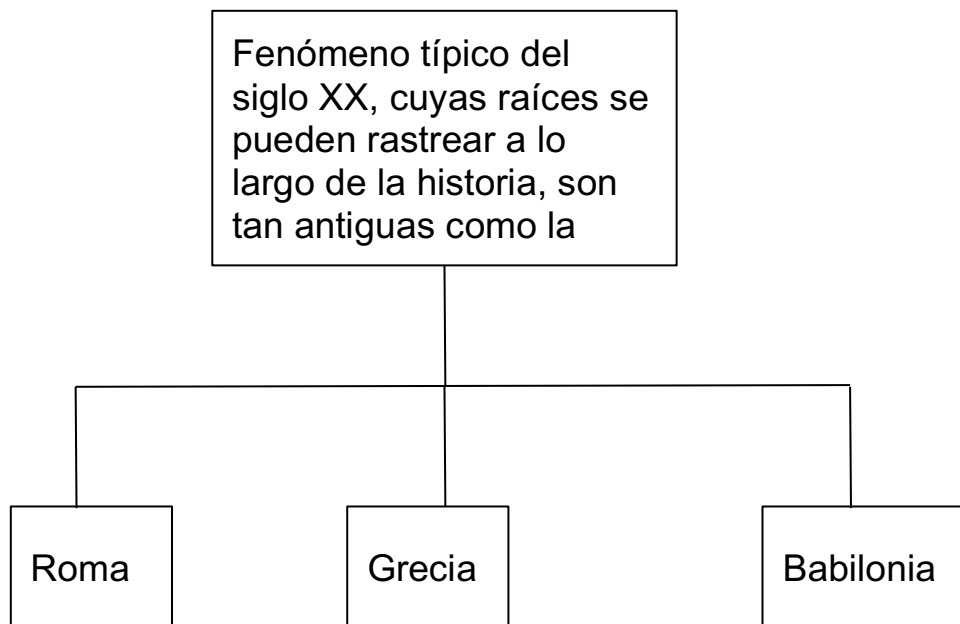 Fenómeno típico del
siglo XX, cuyas raíces se
pueden rastrear a lo
largo de la historia, son
tan antiguas como la
Roma
Grecia
Babilonia